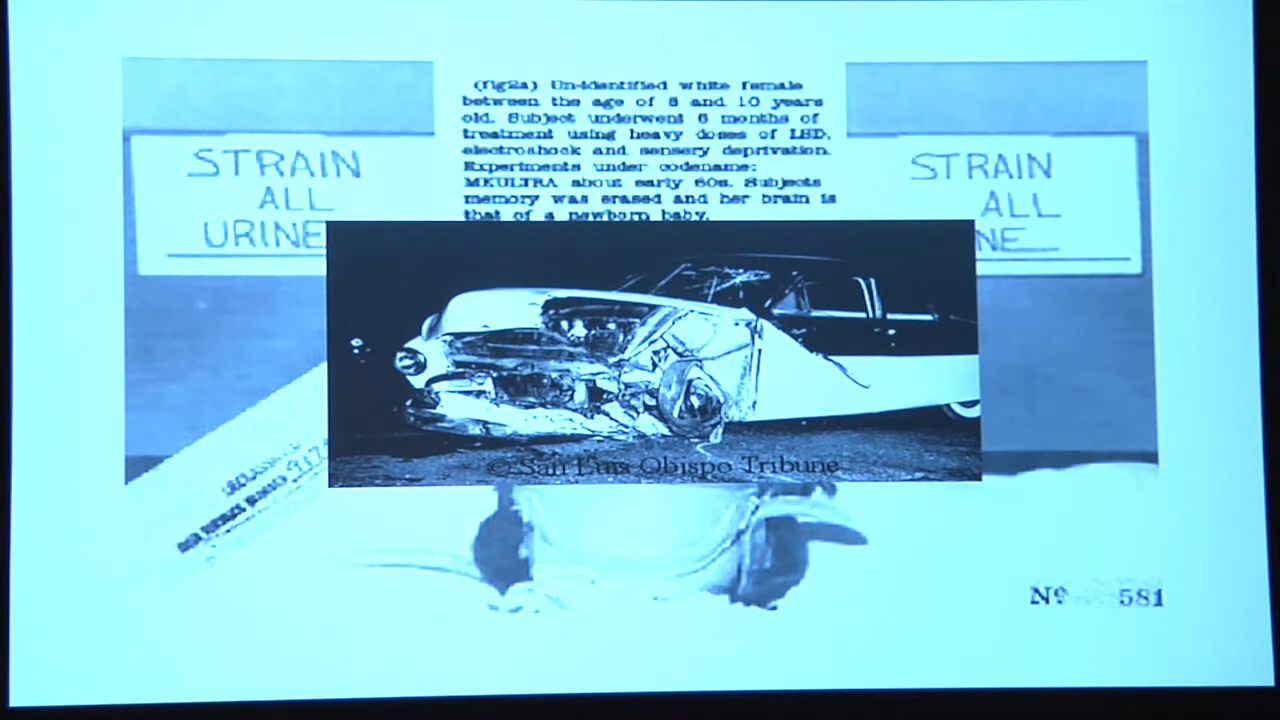 (fig2a) Un-identified white female
between the age of 8 and 10 years
old. Subject underwent 6 months of
treatment using heavy doses of LSD,
electroshock and sensery deprivation.
Experiments under codename:
MKULTRA about early 60s. Subjects
memory was erased and her brain is
that of a newborn baby.
STRAIN
ALL
URINE
STRAIN
ALL
NE
© San Luis Obispo Tribune
Nº 581